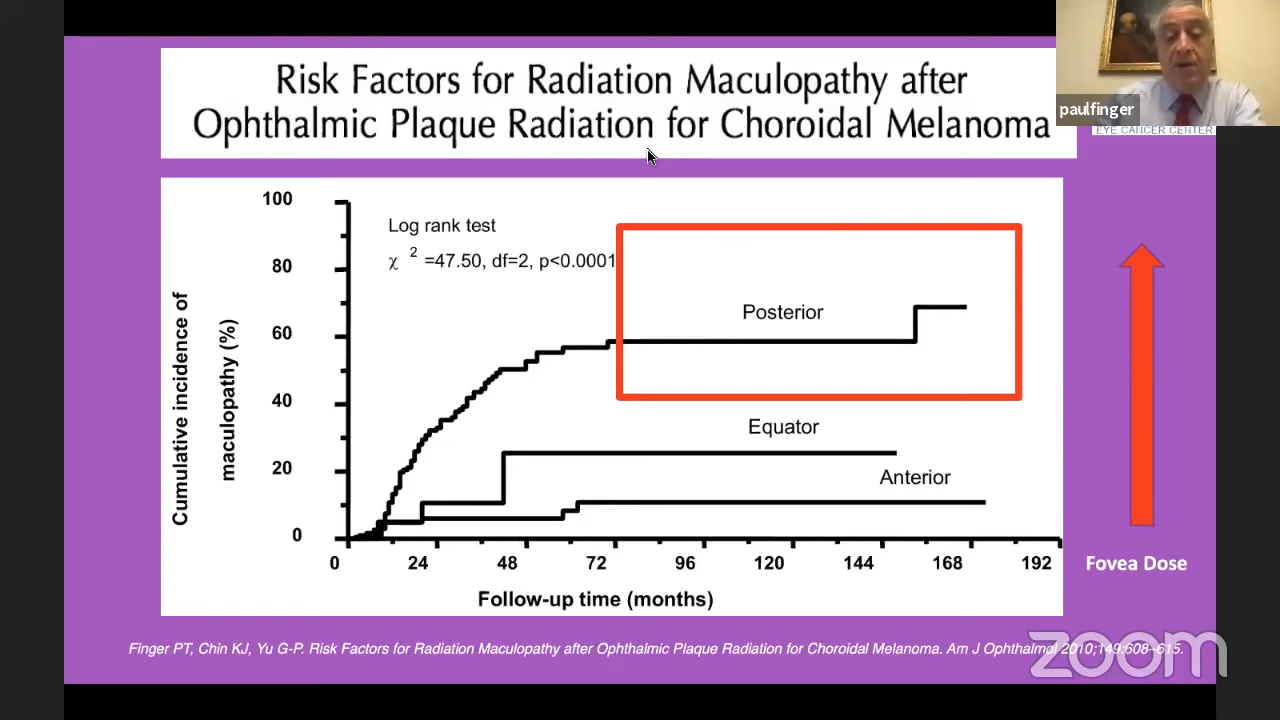 Risk Factors for Radiation Maculopathy after
Ophthalmic Plaque Radiation for Choroidal Melanoma
paulfinger
EYE CANCER CENTER
Log rank test
χ 2 =47.50, df=2, p<0.0001
Cumulative incidence of
maculopathy (%)
100
80
60
40
20
0
Posterior
Equator
Anterior
0 24 48 72 96 120 144 168 192
Follow-up time (months)
Fovea Dose
Finger PT, Chin KJ, Yu G-P. Risk Factors for Radiation Maculopathy after Ophthalmic Plaque Radiation for Choroidal Melanoma. Am J Ophthalmol 2010;149:608–615.
zoom